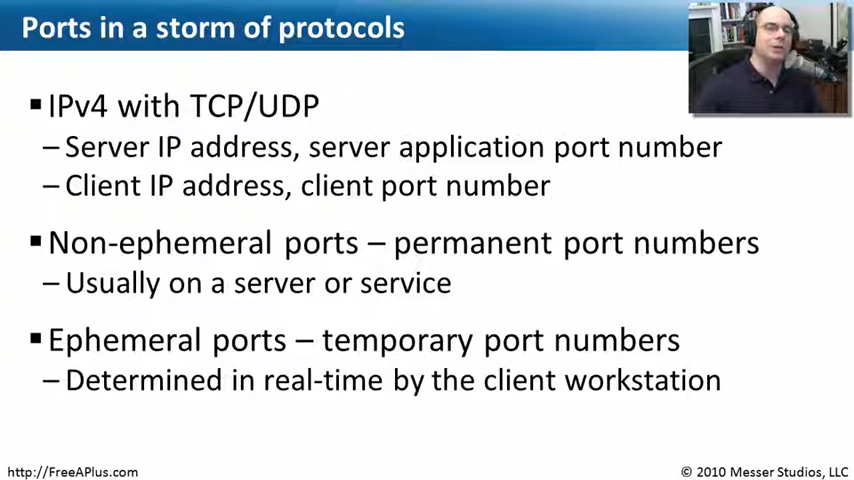 Ports in a storm of protocols
▪IPv4 with TCP/UDP
–Server IP address, server application port number
–Client IP address, client port number
▪Non-ephemeral ports – permanent port numbers
–Usually on a server or service
▪Ephemeral ports – temporary port numbers
–Determined in real-time by the client workstation
http://FreeAPlus.com
© 2010 Messer Studios, LLC